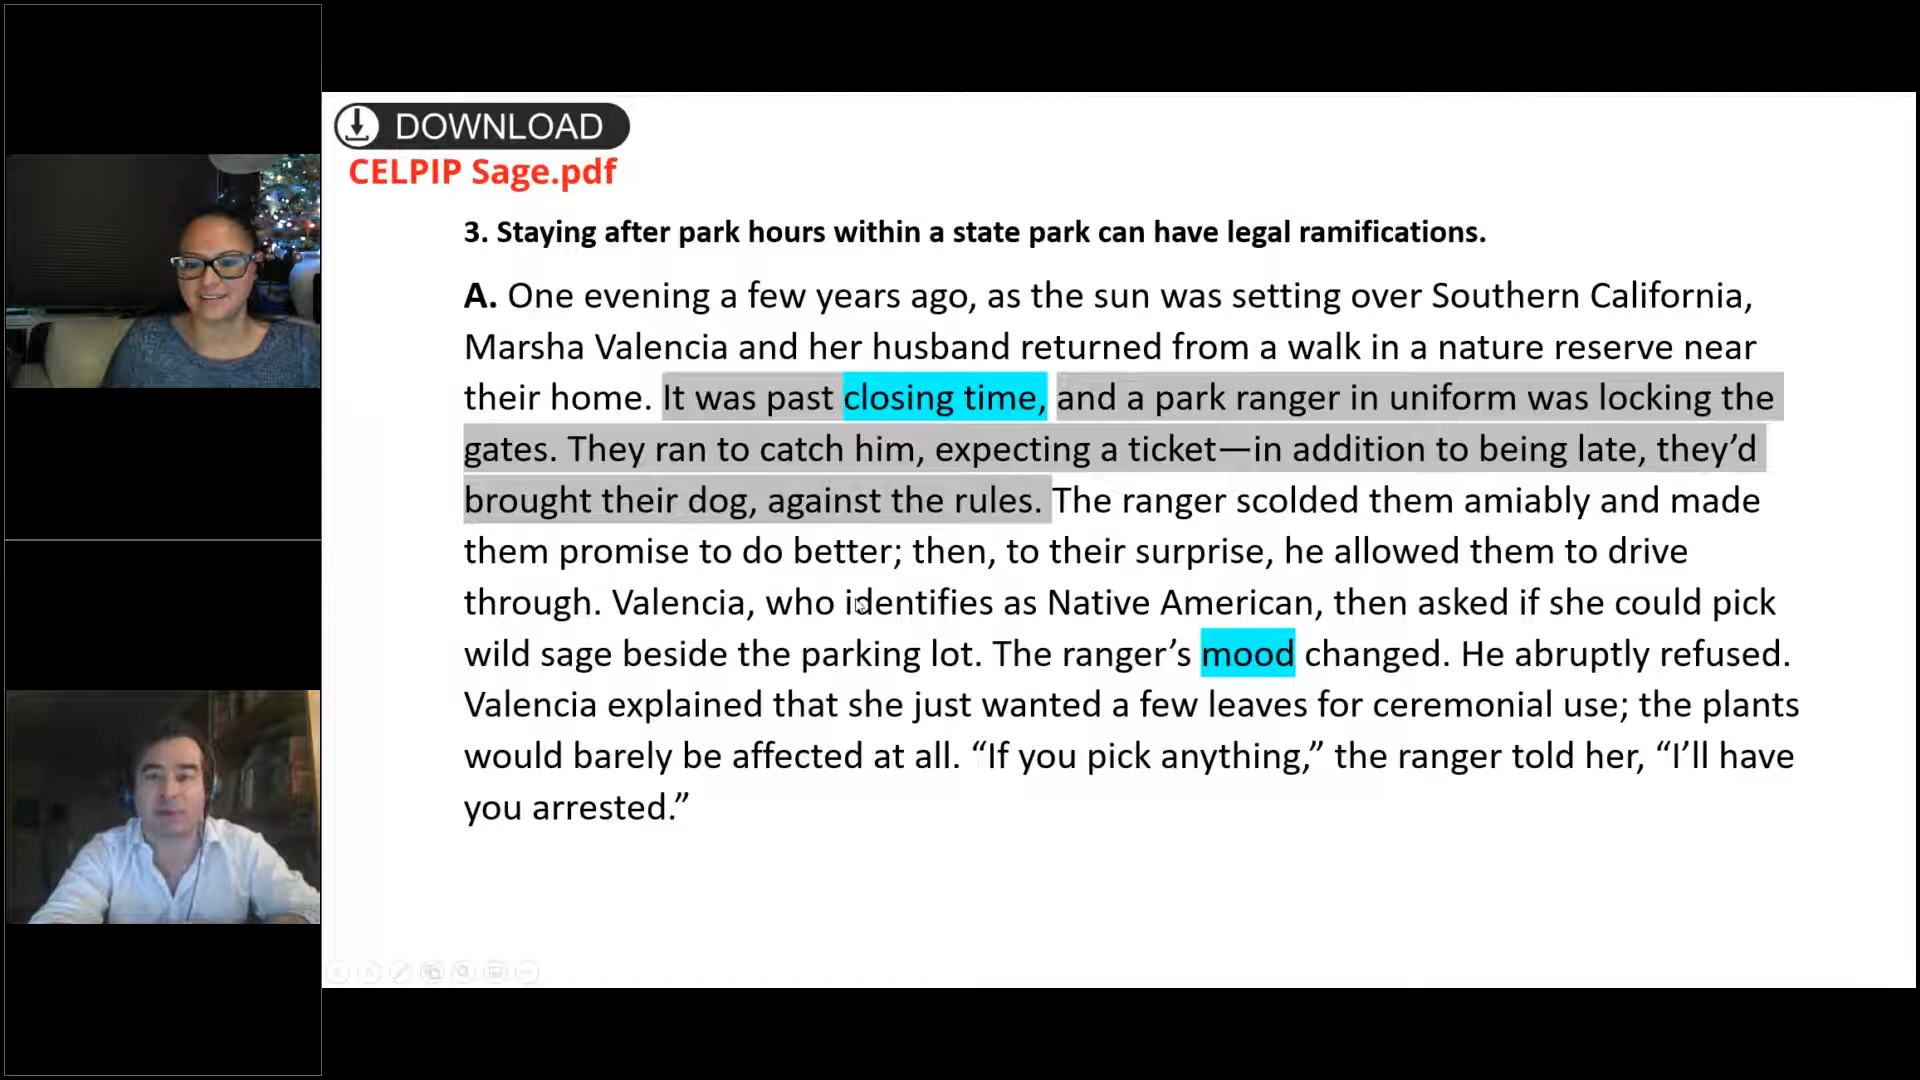 DOWNLOAD
CELPIP Sage.pdf
3. Staying after park hours within a state park can have legal ramifications.
A. One evening a few years ago, as the sun was setting over Southern California,
Marsha Valencia and her husband returned from a walk in a nature reserve near
their home. It was past closing time, and a park ranger in uniform was locking the
gates. They ran to catch him, expecting a ticket—in addition to being late, they’d
brought their dog, against the rules. The ranger scolded them amiably and made
them promise to do better; then, to their surprise, he allowed them to drive
through. Valencia, who identifies as Native American, then asked if she could pick
wild sage beside the parking lot. The ranger’s mood changed. He abruptly refused.
Valencia explained that she just wanted a few leaves for ceremonial use; the plants
would barely be affected at all. “If you pick anything,” the ranger told her, “I’ll have
you arrested.”